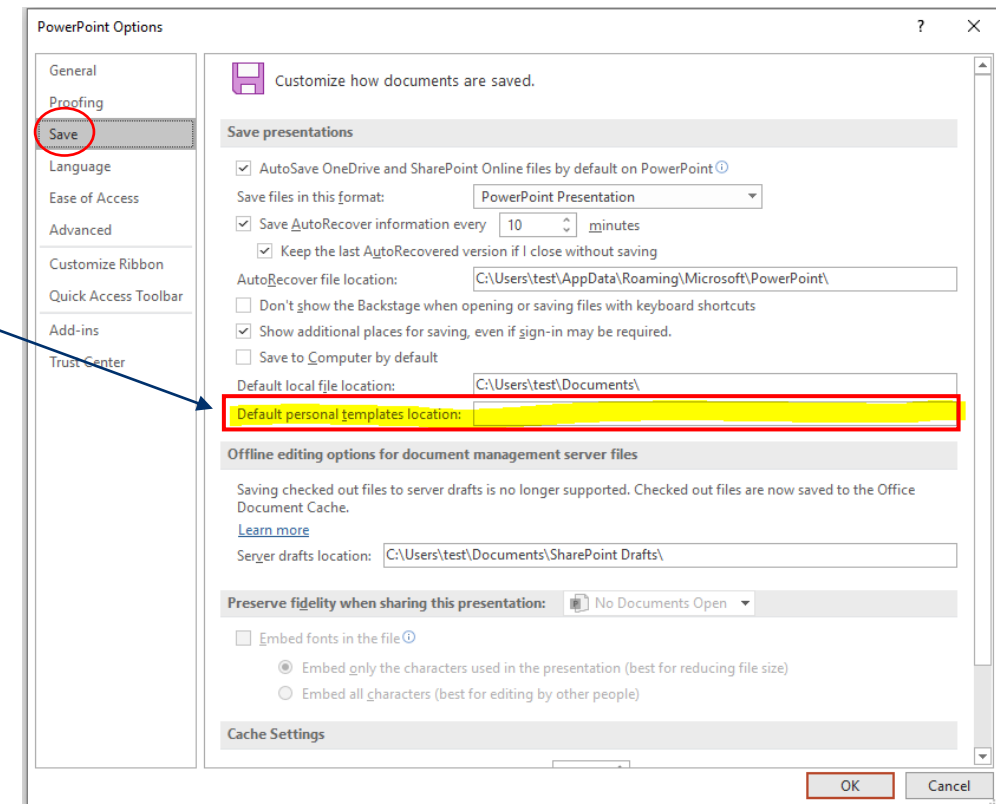 PowerPoint Options
?
General
Proofing
Save
Language
Ease of Access
Advanced
Customize Ribbon
Quick Access Toolbar
Add-ins
Trust Center
Customize how documents are saved.
Save presentations
AutoSave OneDrive and SharePoint Online files by default on PowerPoint
Save files in this format: PowerPoint Presentation
Save AutoRecover information every 10 minutes
Keep the last AutoRecovered version if I close without saving
AutoRecover file location: C:\Users\test\AppData\Roaming\Microsoft\PowerPoint\
Don't show the Backstage when opening or saving files with keyboard shortcuts
Show additional places for saving, even if sign-in may be required.
Save to Computer by default
Default local file location: C:\Users\test\Documents\
Default personal templates location:
Offline editing options for document management server files
Saving checked out files to server drafts is no longer supported. Checked out files are now saved to the Office
Document Cache.
Learn more
Server drafts location: C:\Users\test\Documents\SharePoint Drafts\
Preserve fidelity when sharing this presentation: No Documents Open
Embed fonts in the file
Embed only the characters used in the presentation (best for reducing file size)
Embed all characters (best for editing by other people)
Cache Settings
OK Cancel